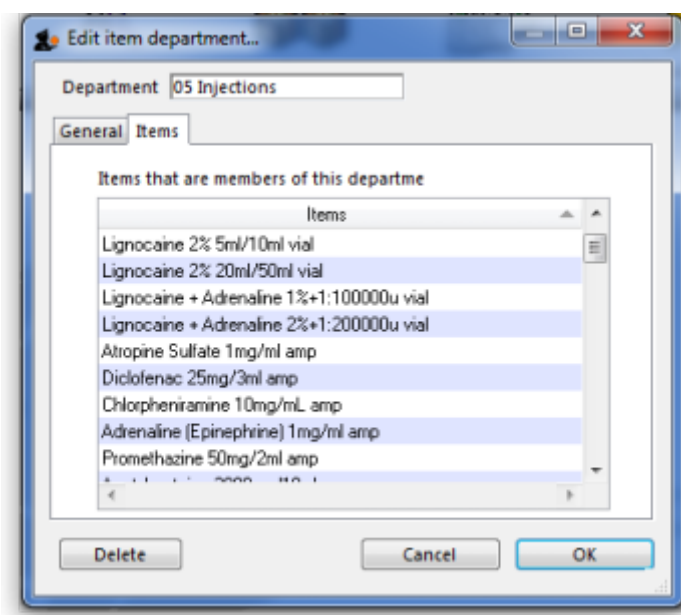 Edit item department...
Department 05 Injections
General Items
Items that are members of this departme
Items
Lignocaine 2% 5ml/10ml vial
Lignocaine 2% 20ml/50ml vial
Lignocaine + Adrenaline 1%+1:100000u vial
Lignocaine + Adrenaline 2%+1:200000u vial
Atropine Sulfate 1mg/ml amp
Diclofenac 25mg/3ml amp
Chlorpheniramine 10mg/mL amp
Adrenaline (Epinephrine) 1mg/ml amp
Promethazine 50mg/2ml amp
Delete Cancel OK